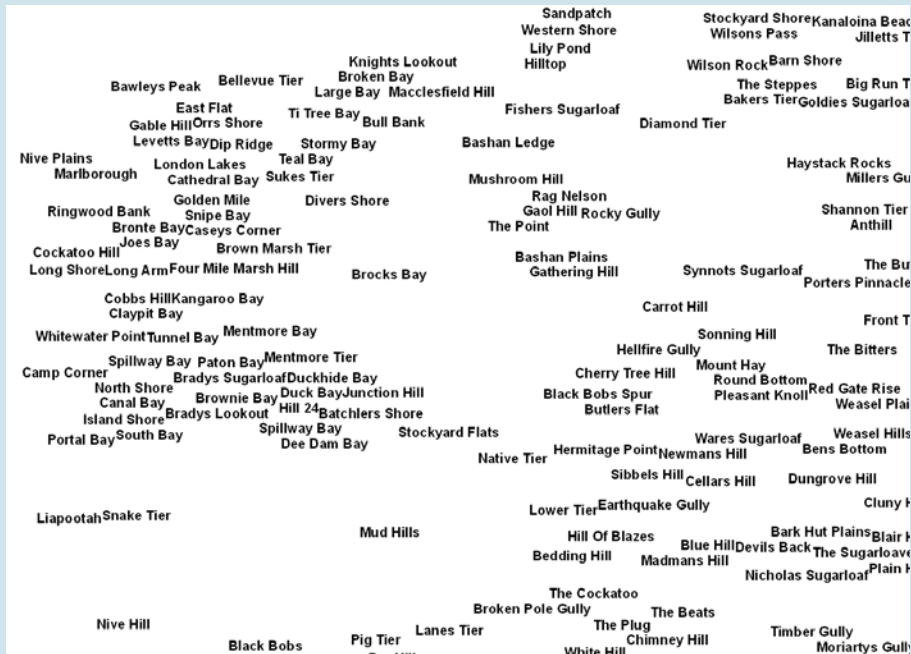 Sandpatch
Stockyard Shore
Western Shore
Wilsons Pass
Lily Pond
Knights Lookout
Hilltop
Wilson Rock
Barn Shore
Bellevue Tier
Broken Bay
Bawleys Peak
Large Bay
Macclesfield Hill
The Steppes
Bakers Tier
East Flat
Ti Tree Bay
Fishers Sugarloaf
Gable Hill
Orrs Shore
Bull Bank
Diamond Tier
Levetts Bay
Dip Ridge
Stormy Bay
Bashan Ledge
Nive Plains
London Lakes
Teal Bay
Haystack Rocks
Marlborough
Cathedral Bay
Sukes Tier
Mushroom Hill
Golden Mile
Divers Shore
Rag Nelson
Ringwood Bank
Snipe Bay
Gaol Hill
Rocky Gully
Shannon Tier
Bronte Bay
Caseys Corner
The Point
Anthill
Joes Bay
Cockatoo Hill
Brown Marsh Tier
Bashan Plains
Long Shore
Long Arm
Four Mile Marsh Hill
Brocks Bay
Gathering Hill
Synnots Sugarloaf
Porters Pinnacle
Cobbs Hill
Kangaroo Bay
Claypit Bay
Carrot Hill
Whitewater Point
Tunnel Bay
Mentmore Bay
Sonning Hill
Hellfire Gully
The Bitters
Spillway Bay
Paton Bay
Mentmore Tier
Mount Hay
Camp Corner
Bradys Sugarloaf
Duckhide Bay
Cherry Tree Hill
Round Bottom
North Shore
Brownie Bay
Duck Bay
Junction Hill
Black Bobs Spur
Pleasant Knoll
Red Gate Rise
Canal Bay
Hill 24
Butlers Flat
Weasel
Island Shore
Bradys Lookout
Batchlers Shore
Portal Bay
South Bay
Spillway Bay
Stockyard Flats
Wares Sugarloaf
Weasel Hills
Dee Dam Bay
Native Tier
Hermitage Point
Newmans Hill
Bens Bottom
Sibbels Hill
Cellars Hill
Dungrove Hill
Liapootah
Snake Tier
Lower Tier
Earthquake Gully
Cluny
Mud Hills
Hill Of Blazes
Blue Hill
Devils Back
Bark Hut Plains
Blair
Bedding Hill
Madmans Hill
The
Nicholas Sugarloaf
Plain
The Cockatoo
Broken Pole Gully
The Beats
Nive Hill
Lanes Tier
The Plug
Timber Gully
Black Bobs
Pig Tier
Chimney Hill
Moriartys Gully
White Hill
Kanaloina
Jilletts
Big Run
Goldies
Millers
The
Front